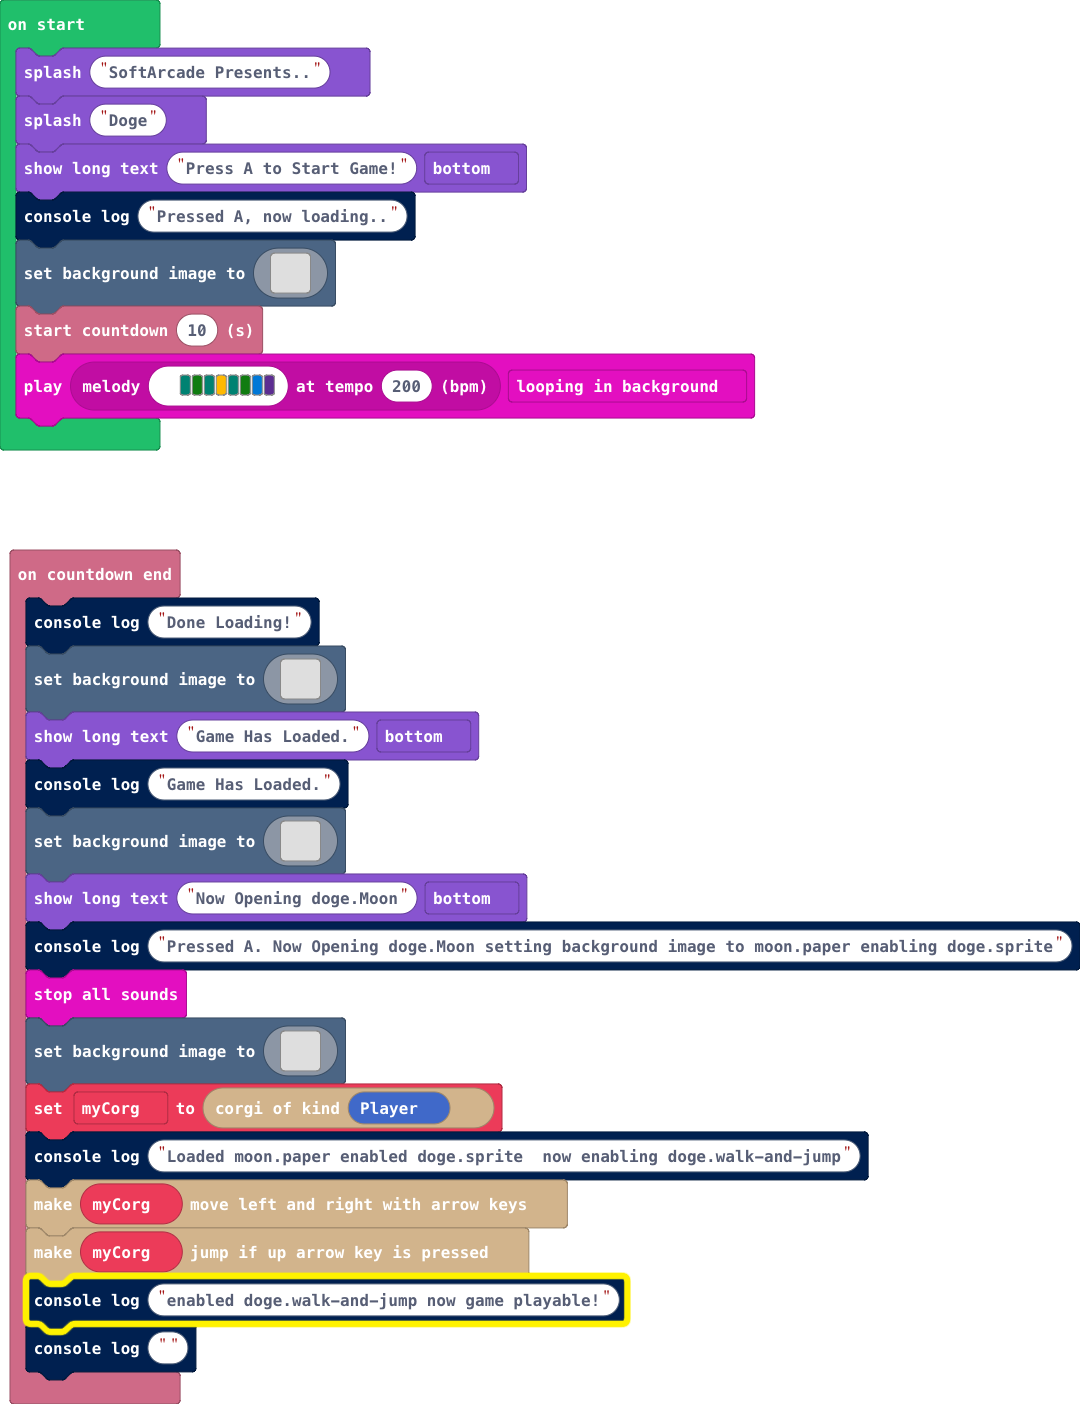 on start
splash "SoftArcade Presents.."
splash "Doge"
show long text "Press A to Start Game!" bottom
console log "Pressed A, now loading.."
set background image to
start countdown 10 (s)
play melody at tempo 200 (bpm) looping in background
on countdown end
console log "Done Loading!"
set background image to
show long text "Game Has Loaded." bottom
console log "Game Has Loaded."
set background image to
show long text "Now Opening doge.Moon" bottom
console log "Pressed A. Now Opening doge.Moon setting background image to moon.paper enabling doge.sprite"
stop all sounds
set background image to
set myCorg to corgi of kind Player
console log "Loaded moon.paper enabled doge.sprite  now enabling doge.walk-and-jump"
make myCorg move left and right with arrow keys
make myCorg jump if up arrow key is pressed
console log "enabled doge.walk-and-jump now game playable!"
console log ""